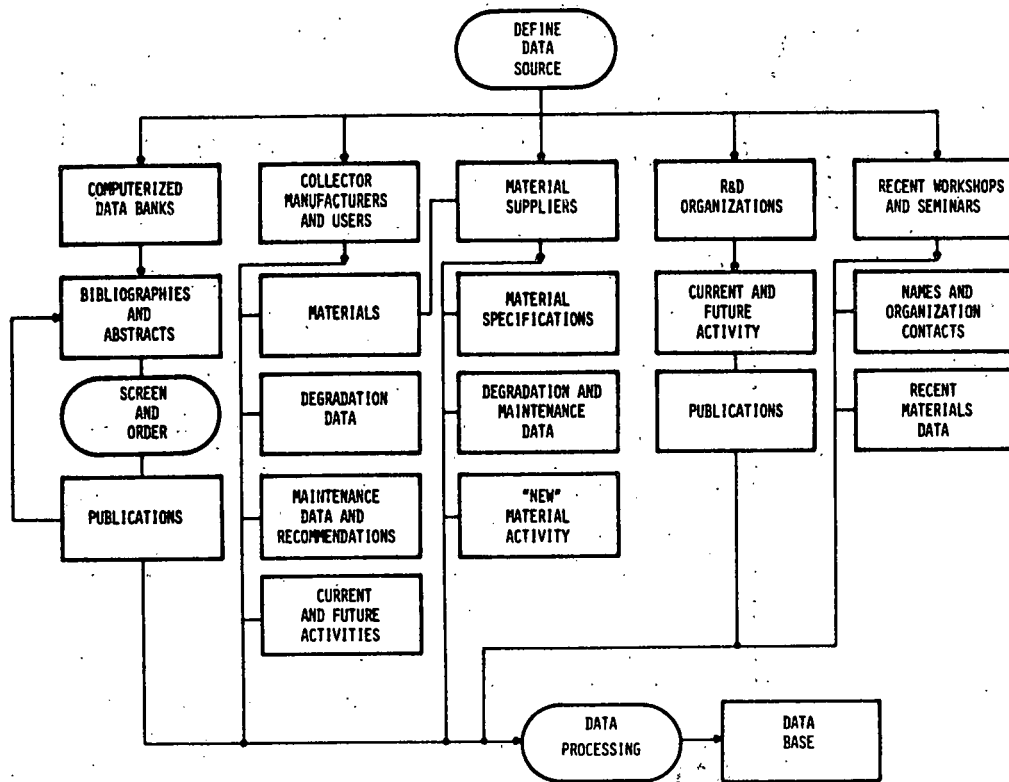 DEFINE
DATA
SOURCE
COMPUTERIZED
DATA BANKS
COLLECTOR
MANUFACTURERS
AND USERS
MATERIAL
SUPPLIERS
R&D
ORGANIZATIONS
RECENT WORKSHOPS
AND SEMINARS
BIBLIOGRAPHIES
AND
ABSTRACTS
MATERIALS
MATERIAL
SPECIFICATIONS
CURRENT AND
FUTURE
ACTIVITY
NAMES AND
ORGANIZATION
CONTACTS
SCREEN
AND
ORDER
DEGRADATION
DATA
DEGRADATION AND
MAINTENANCE
DATA
PUBLICATIONS
RECENT
MATERIALS
DATA
PUBLICATIONS
MAINTENANCE
DATA AND
RECOMMENDATIONS
"NEW"
MATERIAL
ACTIVITY
CURRENT
AND FUTURE
ACTIVITIES
DATA
PROCESSING
DATA
BASE